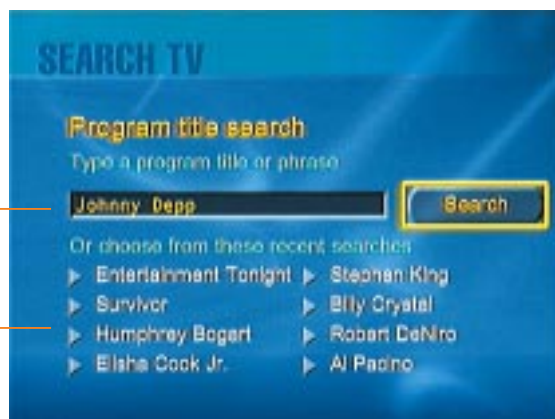 SEARCH TV
Program title search
Type a program title or phrase
Johnny Depp
Search
Or choose from these recent searches
Entertainment Tonight
Stephen King
Survivor
Billy Crystal
Humphrey Bogart
Robert DeNiro
Elisha Cook Jr.
Al Pacino